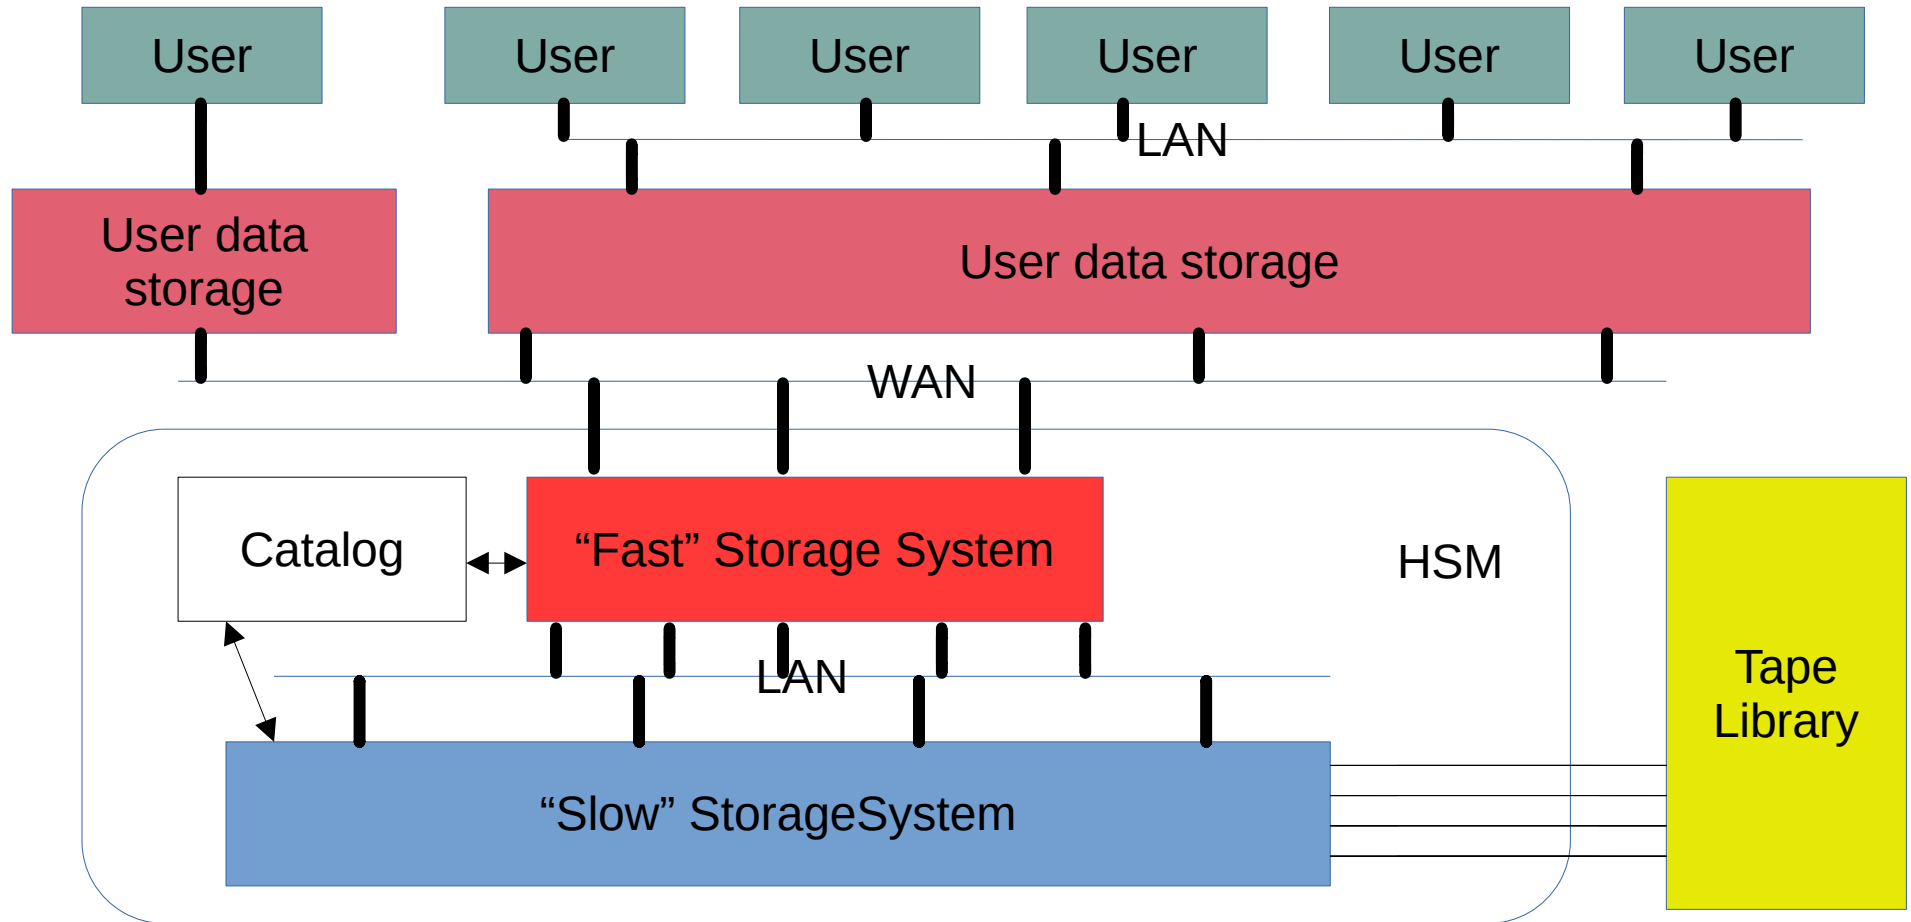 User
User
User
User
User
User
LAN
User data
storage
User data storage
WAN
Catalog
“Fast” Storage System
HSM
LAN
Tape
Library
“Slow” StorageSystem